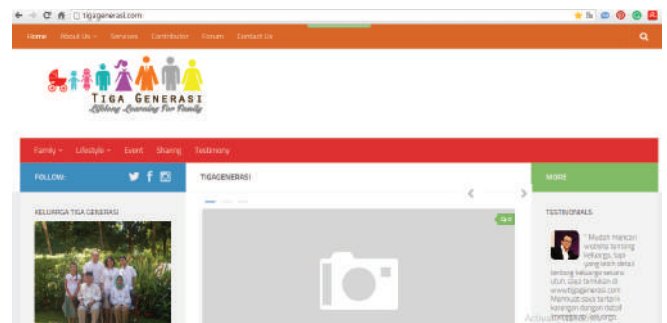 tigagenerasi.com
Home About Us Services Contributor Forum Contact Us
TIGA GENERASI
Lifelong Learning For Family
Family Lifestyle Event Sharing Testimony
FOLLOW:
TIGAGENERASI
MORE
KELUARGA TIGA GENERASI
0
TESTIMONIALS
" Mudah mencari
website tentang
keluarga, tapi
yang lebih detail
tentang keluarga secara
utuh, saya temukan di
www.tigagenerasi.com
Membuat saya tertarik
karangan dengan detail
keluarga